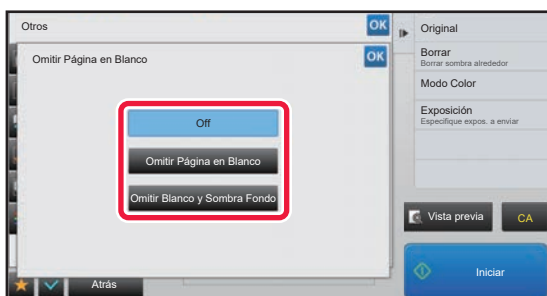 Otros
OK
Omitir Página en Blanco
OK
Off
Omitir Página en Blanco
Omitir Blanco y Sombra Fondo
Atrás
Original
Borrar
Borrar sombra alrededor
Modo Color
Exposición
Especifique expos. a enviar
Vista previa
CA
Iniciar